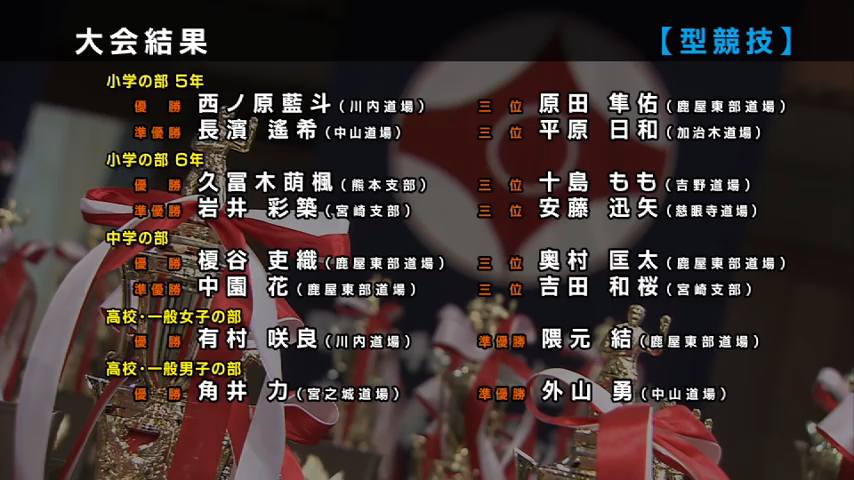 大会結果 【型競技】
小学の部 5年
優勝 西ノ原藍斗(川内道場) 三位 原田 隼佑(鹿屋東部道場)
準優勝 長濵 遙希(中山道場) 三位 平原 日和(加治木道場)
小学の部 6年
優勝 久冨木萌楓(熊本支部) 三位 十島 もも(吉野道場)
準優勝 岩井 彩築(宮崎支部) 三位 安藤 迅矢(慈眼寺道場)
中学の部
優勝 榎谷 吏織(鹿屋東部道場) 三位 奥村 匡太(鹿屋東部道場)
準優勝 中園 花(鹿屋東部道場) 三位 吉田 和桜(宮崎支部)
高校・一般女子の部
優勝 有村 咲良(川内道場) 準優勝 隈元 結(鹿屋東部道場)
高校・一般男子の部
優勝 角井 力(宮之城道場) 準優勝 外山 勇(中山道場)